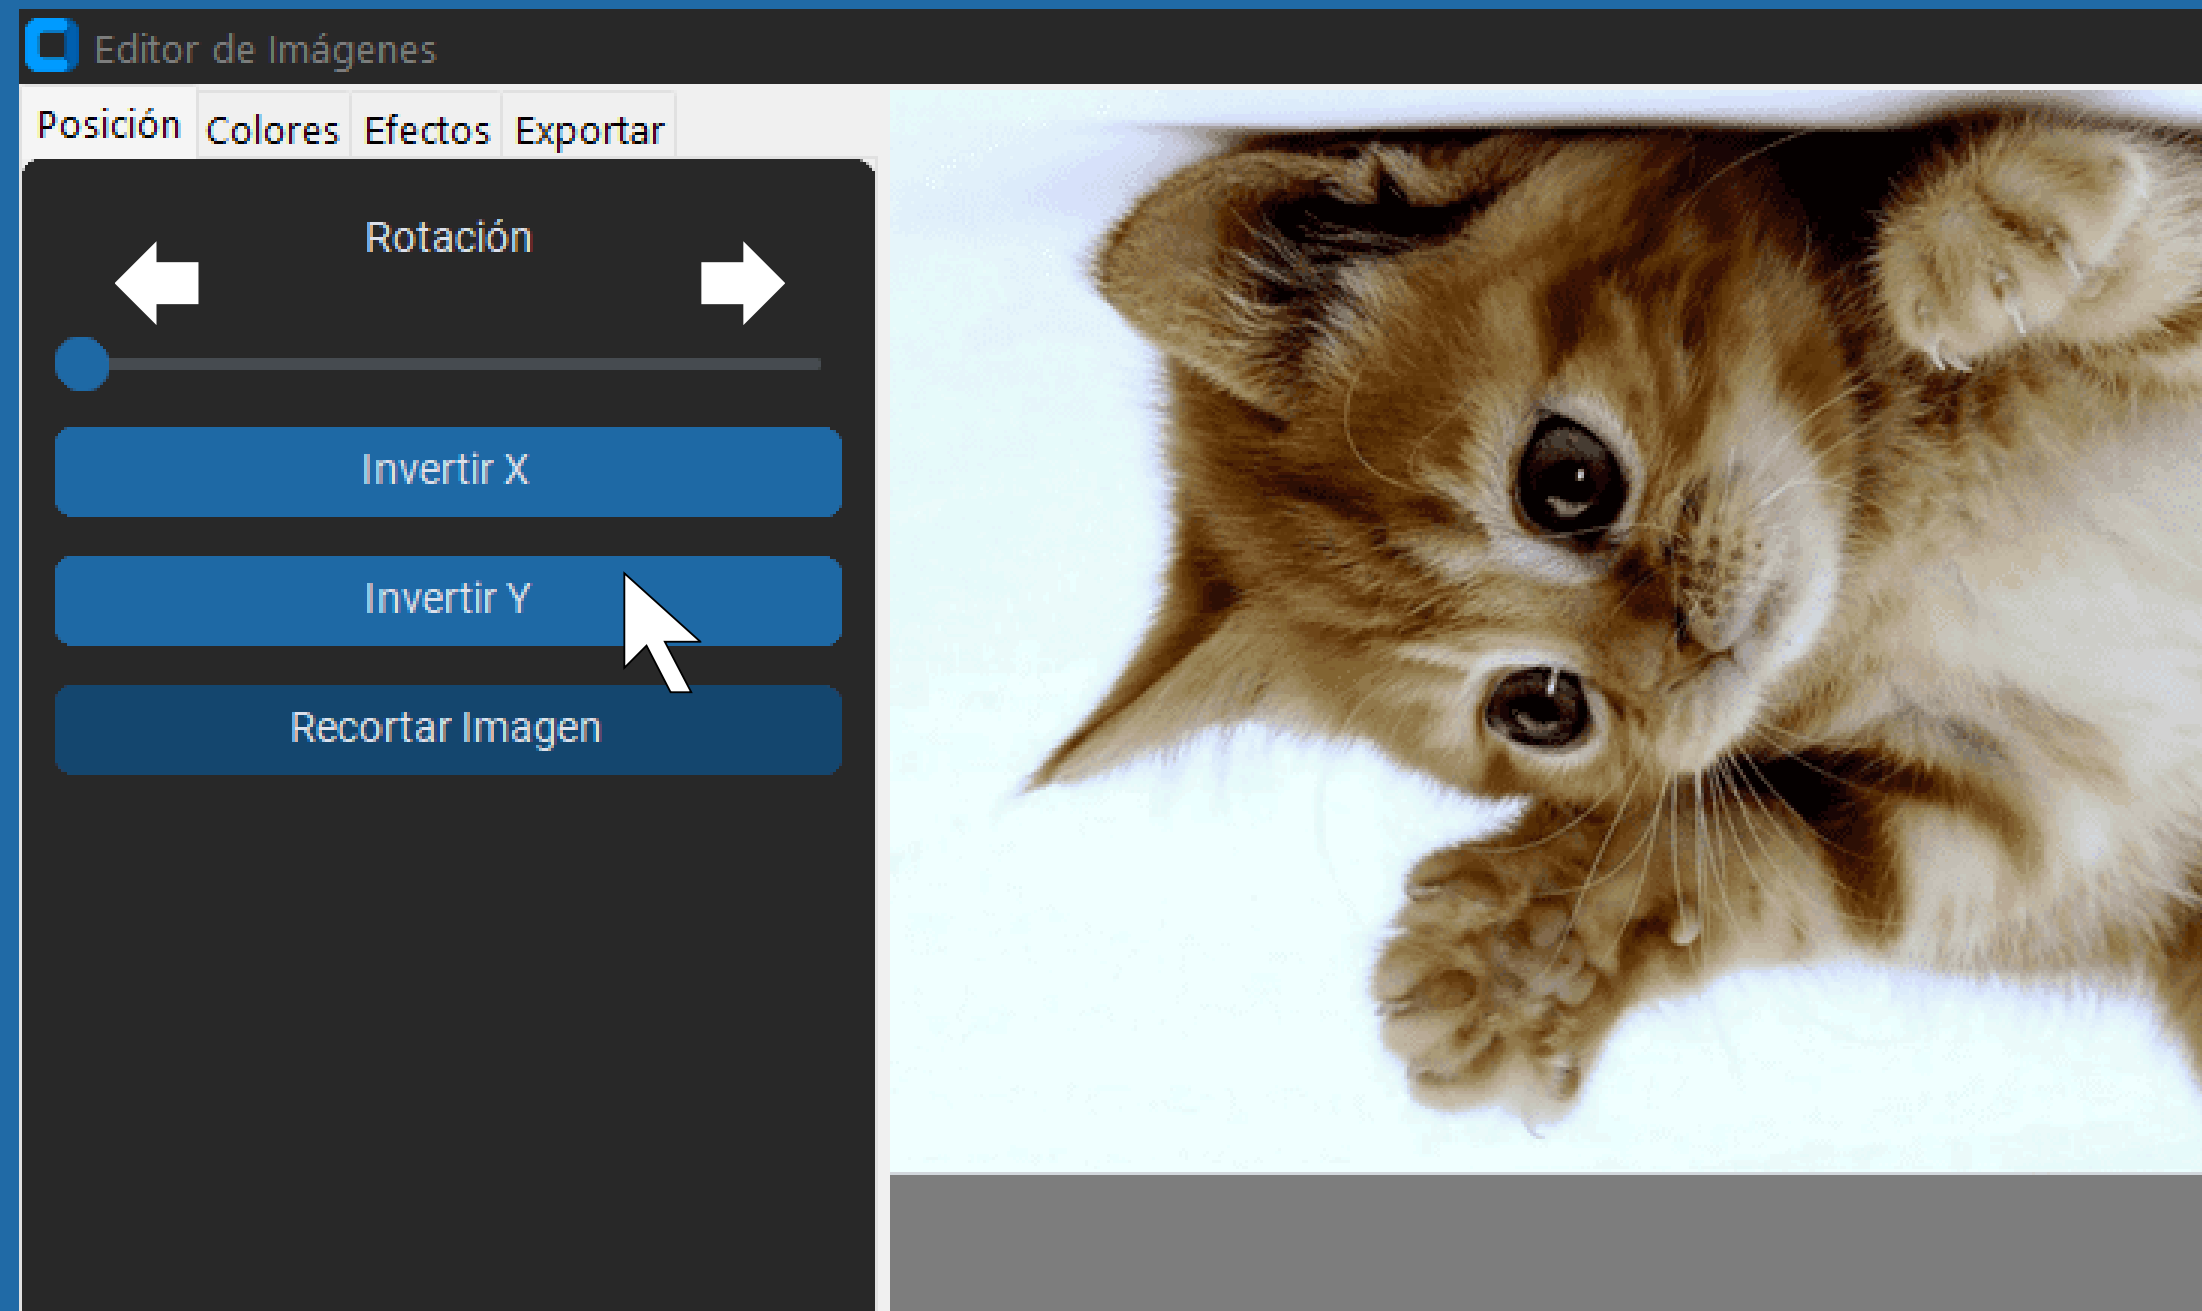 Editor de Imágenes
Posición Colores Efectos Exportar
Rotación
Invertir X
Invertir Y
Recortar Imagen